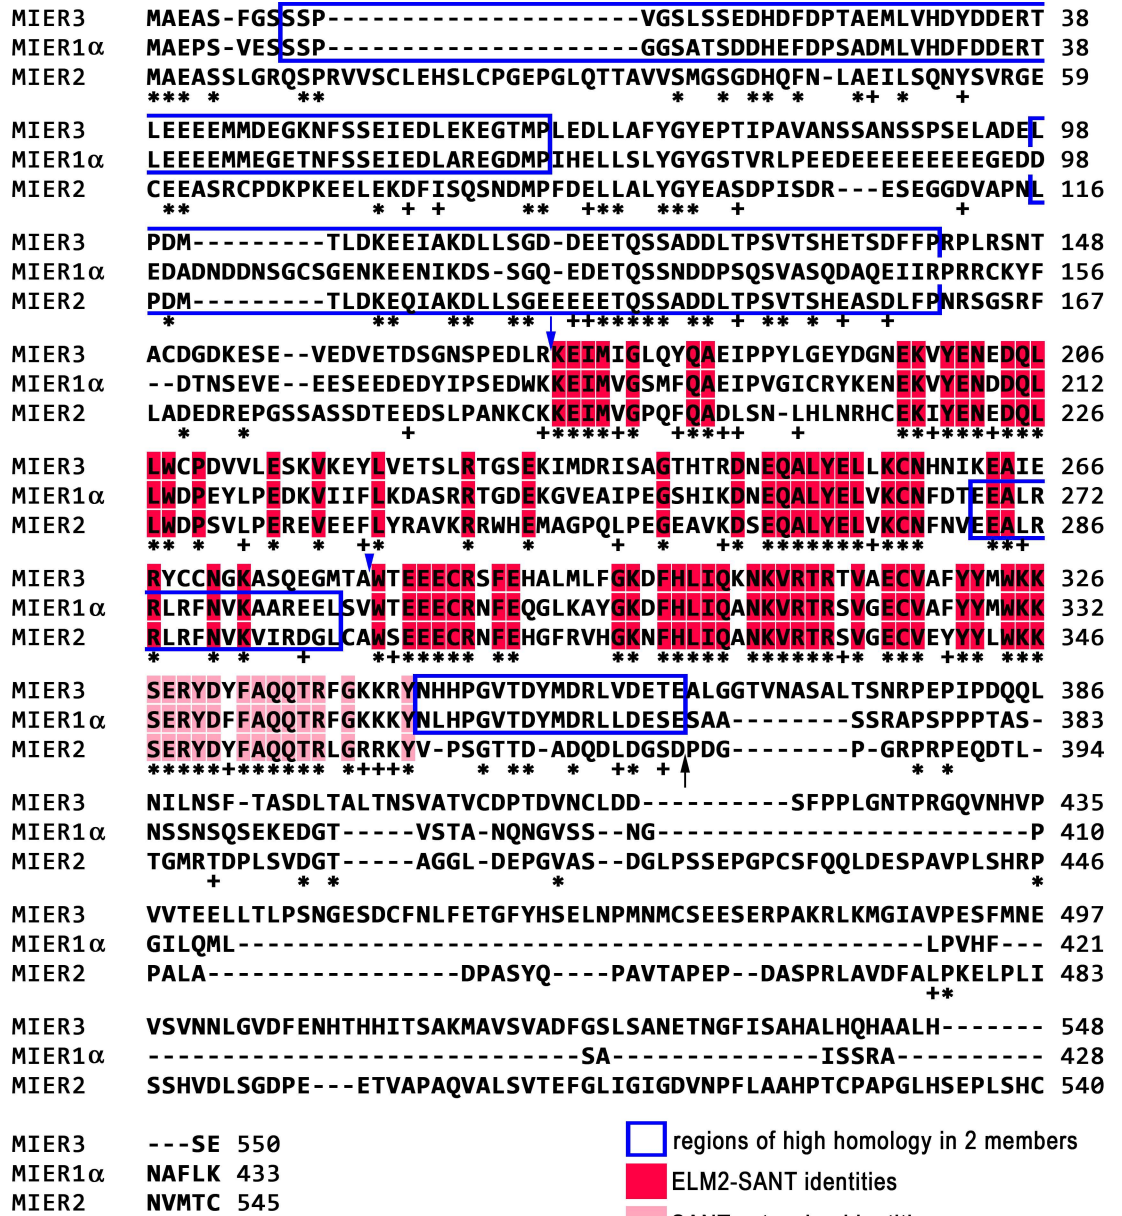 MIER3 MAEAS-FGSSSP---------------------VGSLSSEDHDFDPTAEMLVHDYDDERT 38
MIER1α MAEPS-VESSSP---------------------GGSATSDDHEFDPSADMLVHDFDDERT 38
MIER2 MAEASSLGRQSPRVVSCLEHSLCPGEPGLQTTAVVSMGSGDHQFN-LAEILSQNYSVRGE 59
*** * ** * * ** * *+ * +
MIER3 LEEEEMMDEGKNFSSEIEDLEKEGTMPLEDLLAFYGYEPTIPAVANSSANSSPSELADEL 98
MIER1α LEEEEMMEGETNFSSEIEDLAREGDMPIHELLSLYGYGSTVRLPEEDEEEEEEEEEGEDD 98
MIER2 CEEASRCPDKPKEELEKDFISQSNDMPFDELLALYGYEASDPISDR---ESEGGDVAPNL 116
** * + + ** +** *** + +
MIER3 PDM---------TLDKEEIAKDLLSGD-DEETQSSADDLTPSVTSHETSDFFPRPLRSNT 148
MIER1α EDADNDDNSGCSGENKEENIKDS-SGQ-EDETQSSNDDPSQSVASQDAQEIIRPRRCKYF 156
MIER2 PDM---------TLDKEQIAKDLLSGEEEEETQSSADDLTPSVTSHEASDLFPNRSGSRF 167
* ** ** ** ++***** ** + ** * + +
MIER3 ACDGDKESE--VEDVETDSGNSPEDLRKEIMIGLQYQAEIPPYLGEYDGNEKVYENEDQL 206
MIER1α --DTNSEVE--EESEEDEDYIPSEDWKKEIMVGSMFQAEIPVGICRYKENEKVYENDDQL 212
MIER2 LADEDREPGSSASSDTEEDSLPANKCKKEIMVGPQFQADLSN-LHLNRHCEKIYENEDQL 226
* * + +****+* +**++ + **+***+***
MIER3 LWCPDVVLESKVKEYLVETSLRTGSEKIMDRISAGTHTRDNEQALYELLKCNHNIKEAIE 266
MIER1α LWDPEYLPEDKVIIFLKDASRRTGDEKGVEAIPEGSHIKDNEQALYELVKCNFDTEEALR 272
MIER2 LWDPSVLPEREVEEFLYRAVKRRWHEMAGPQLPEGEAVKDSEQALYELVKCNFNVEEALR 286
** * + * * +* * * + * +* *******+*** **+
MIER3 RYCCNGKASQEGMTAWTEEECRSFEHALMLFGKDFHLIQKNKVRTRTVAECVAFYYMWKK 326
MIER1α RLRFNVKAAREELSVWTEEECRNFEQGLKAYGKDFHLIQANKVRTRSVGECVAFYYMWKK 332
MIER2 RLRFNVKVIRDGLCAWSEEECRNFEHGFRVHGKNFHLIQANKVRTRSVGECVEYYYLWKK 346
* * * + *+***** ** ** **** ******+* *** +**+***
MIER3 SERYDYFAQQTRFGKKRYNHHPGVTDYMDRLVDETEALGGTVNASALTSNRPEPIPDQQL 386
MIER1α SERYDFFAQQTRFGKKKYNLHPGVTDYMDRLLDESESAA--------SSRAPSPPPTAS- 383
MIER2 SERYDYFAQQTRLGRRKYV-PSGTTD-ADQDLDGSDPDG--------P-GRPRPEQDTL- 394
*****+****** *+++* * ** * ++ + * *
MIER3 NILNSF-TASDLTALTNSVATVCDPTDVNCLDD----------SFPPLGNTPRGQVNHVP 435
MIER1α NSSNSQSEKEDGT-----VSTA-NQNGVSS--NG-------------------------P 410
MIER2 TGMRTDPLSVDGT-----AGGL-DEPGVAS--DGLPSSEPGPCSFQQLDESPAVPLSHRP 446
+ * * * *
MIER3 VVTEELLTLPSNGESDCFNLFETGFYHSELNPMNMCSEESERPAKRLKMGIAVPESFMNE 497
MIER1α GILQML----------------------------------------------LPVHF--- 421
MIER2 PALA-----------------DPASYQ----PAVTAPEP--DASPRLAVDFALPKELPLI 483
+*
MIER3 VSVNNLGVDFENHTHHITSAKMAVSVADFGSLSANETNGFISAHALHQHAALH------- 548
MIER1α -----------------------------SA--------------ISSRA---------- 428
MIER2 SSHVDLSGDPE---ETVAPAQVALSVTEFGLIGIGDVNPFLAAHPTCPAPGLHSEPLSHC 540
MIER3 ---SE 550
MIER1α NAFLK 433
MIER2 NVMTC 545
regions of high homology in 2 members
ELM2-SANT identities